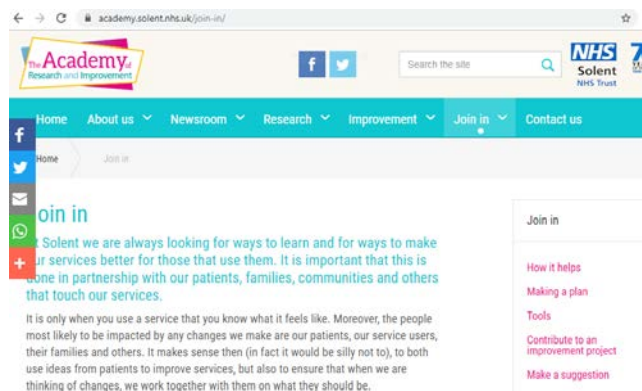 academy.solent.nhs.uk/join-in/
The Academy of
Research and Improvement
f
Search the site
NHS
Solent
NHS Trust
7
Home About us Newsroom Research Improvement Join in Contact us
f
Home Join in
oin in
t Solent we are always looking for ways to learn and for ways to make
ur services better for those that use them. It is important that this is
one in partnership with our patients, families, communities and others
that touch our services.
It is only when you use a service that you know what it feels like. Moreover, the people
most likely to be impacted by any changes we make are our patients, our service users,
their families and others. It makes sense then (in fact it would be silly not to), to both
use ideas from patients to improve services, but also to ensure that when we are
thinking of changes, we work together with them on what they should be.
Join in
How it helps
Making a plan
Tools
Contribute to an
improvement project
Make a suggestion